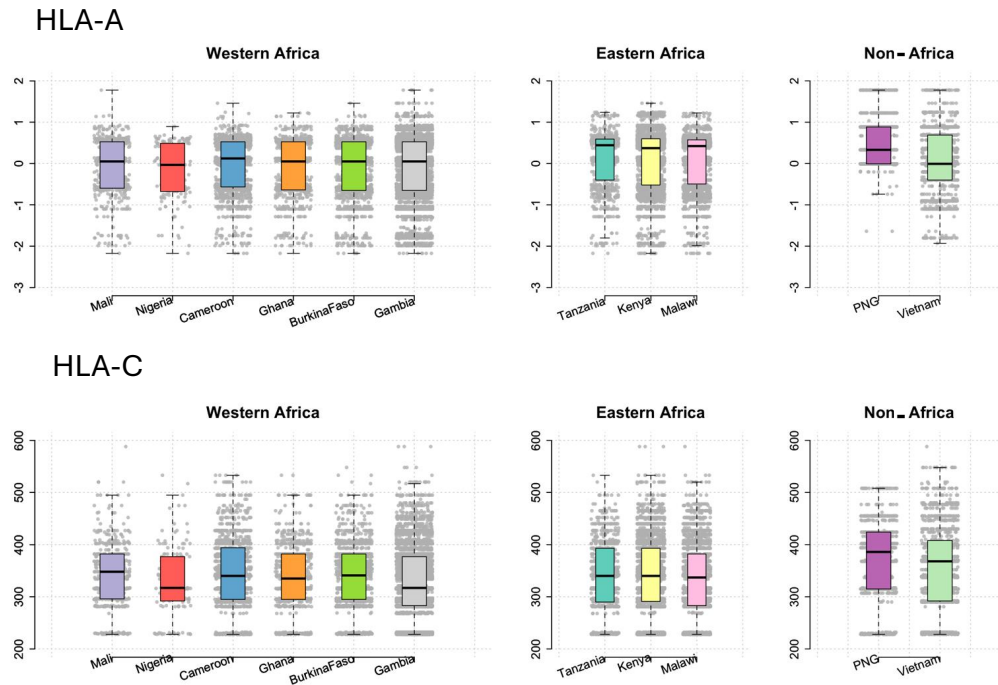 HLA-A
Western Africa
Eastern Africa
Non-Africa
2
1
0
-1
-2
-3
Mali
Nigeria
Cameroon
Ghana
BurkinaFaso
Gambia
2
1
0
-1
-2
-3
Tanzania
Kenya
Malawi
2
1
0
-1
-2
-3
PNG
Vietnam
HLA-C
Western Africa
Eastern Africa
Non-Africa
600
500
400
300
200
Mali
Nigeria
Cameroon
Ghana
BurkinaFaso
Gambia
600
500
400
300
200
Tanzania
Kenya
Malawi
600
500
400
300
200
PNG
Vietnam